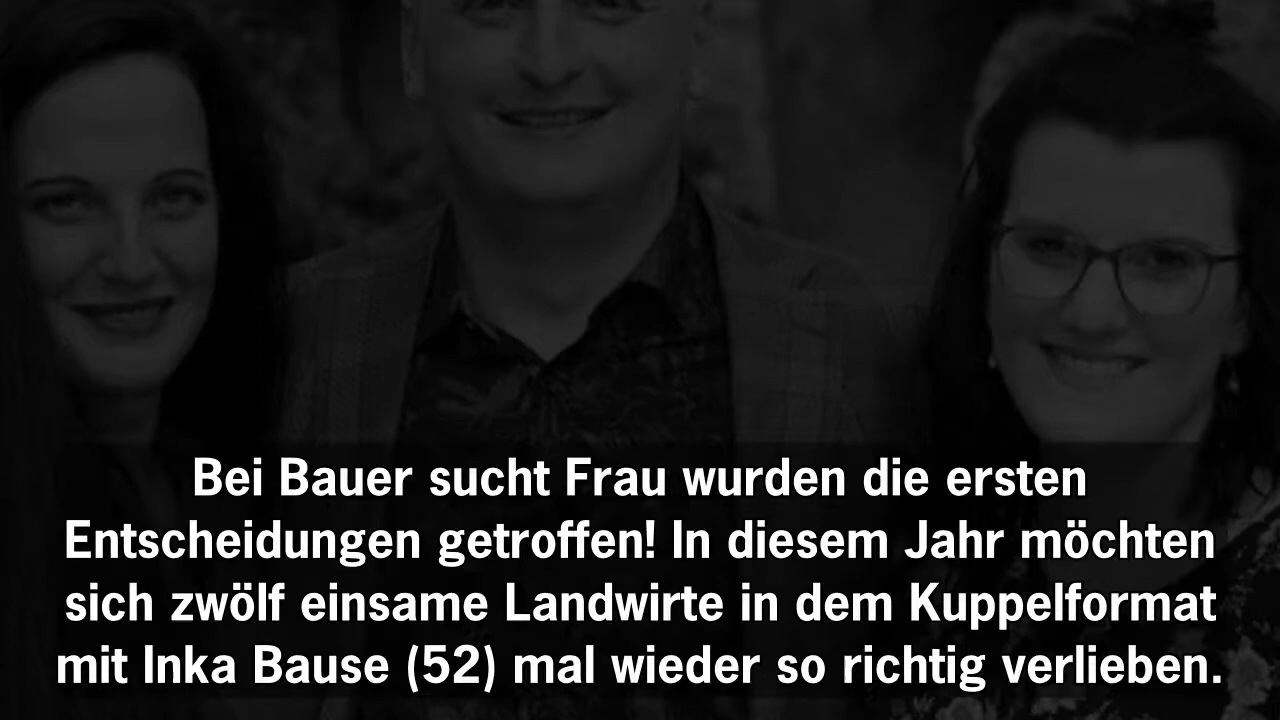 Bei Bauer sucht Frau wurden die ersten
Entscheidungen getroffen! In diesem Jahr möchten
sich zwölf einsame Landwirte in dem Kuppelformat
mit Inka Bause (52) mal wieder so richtig verlieben.